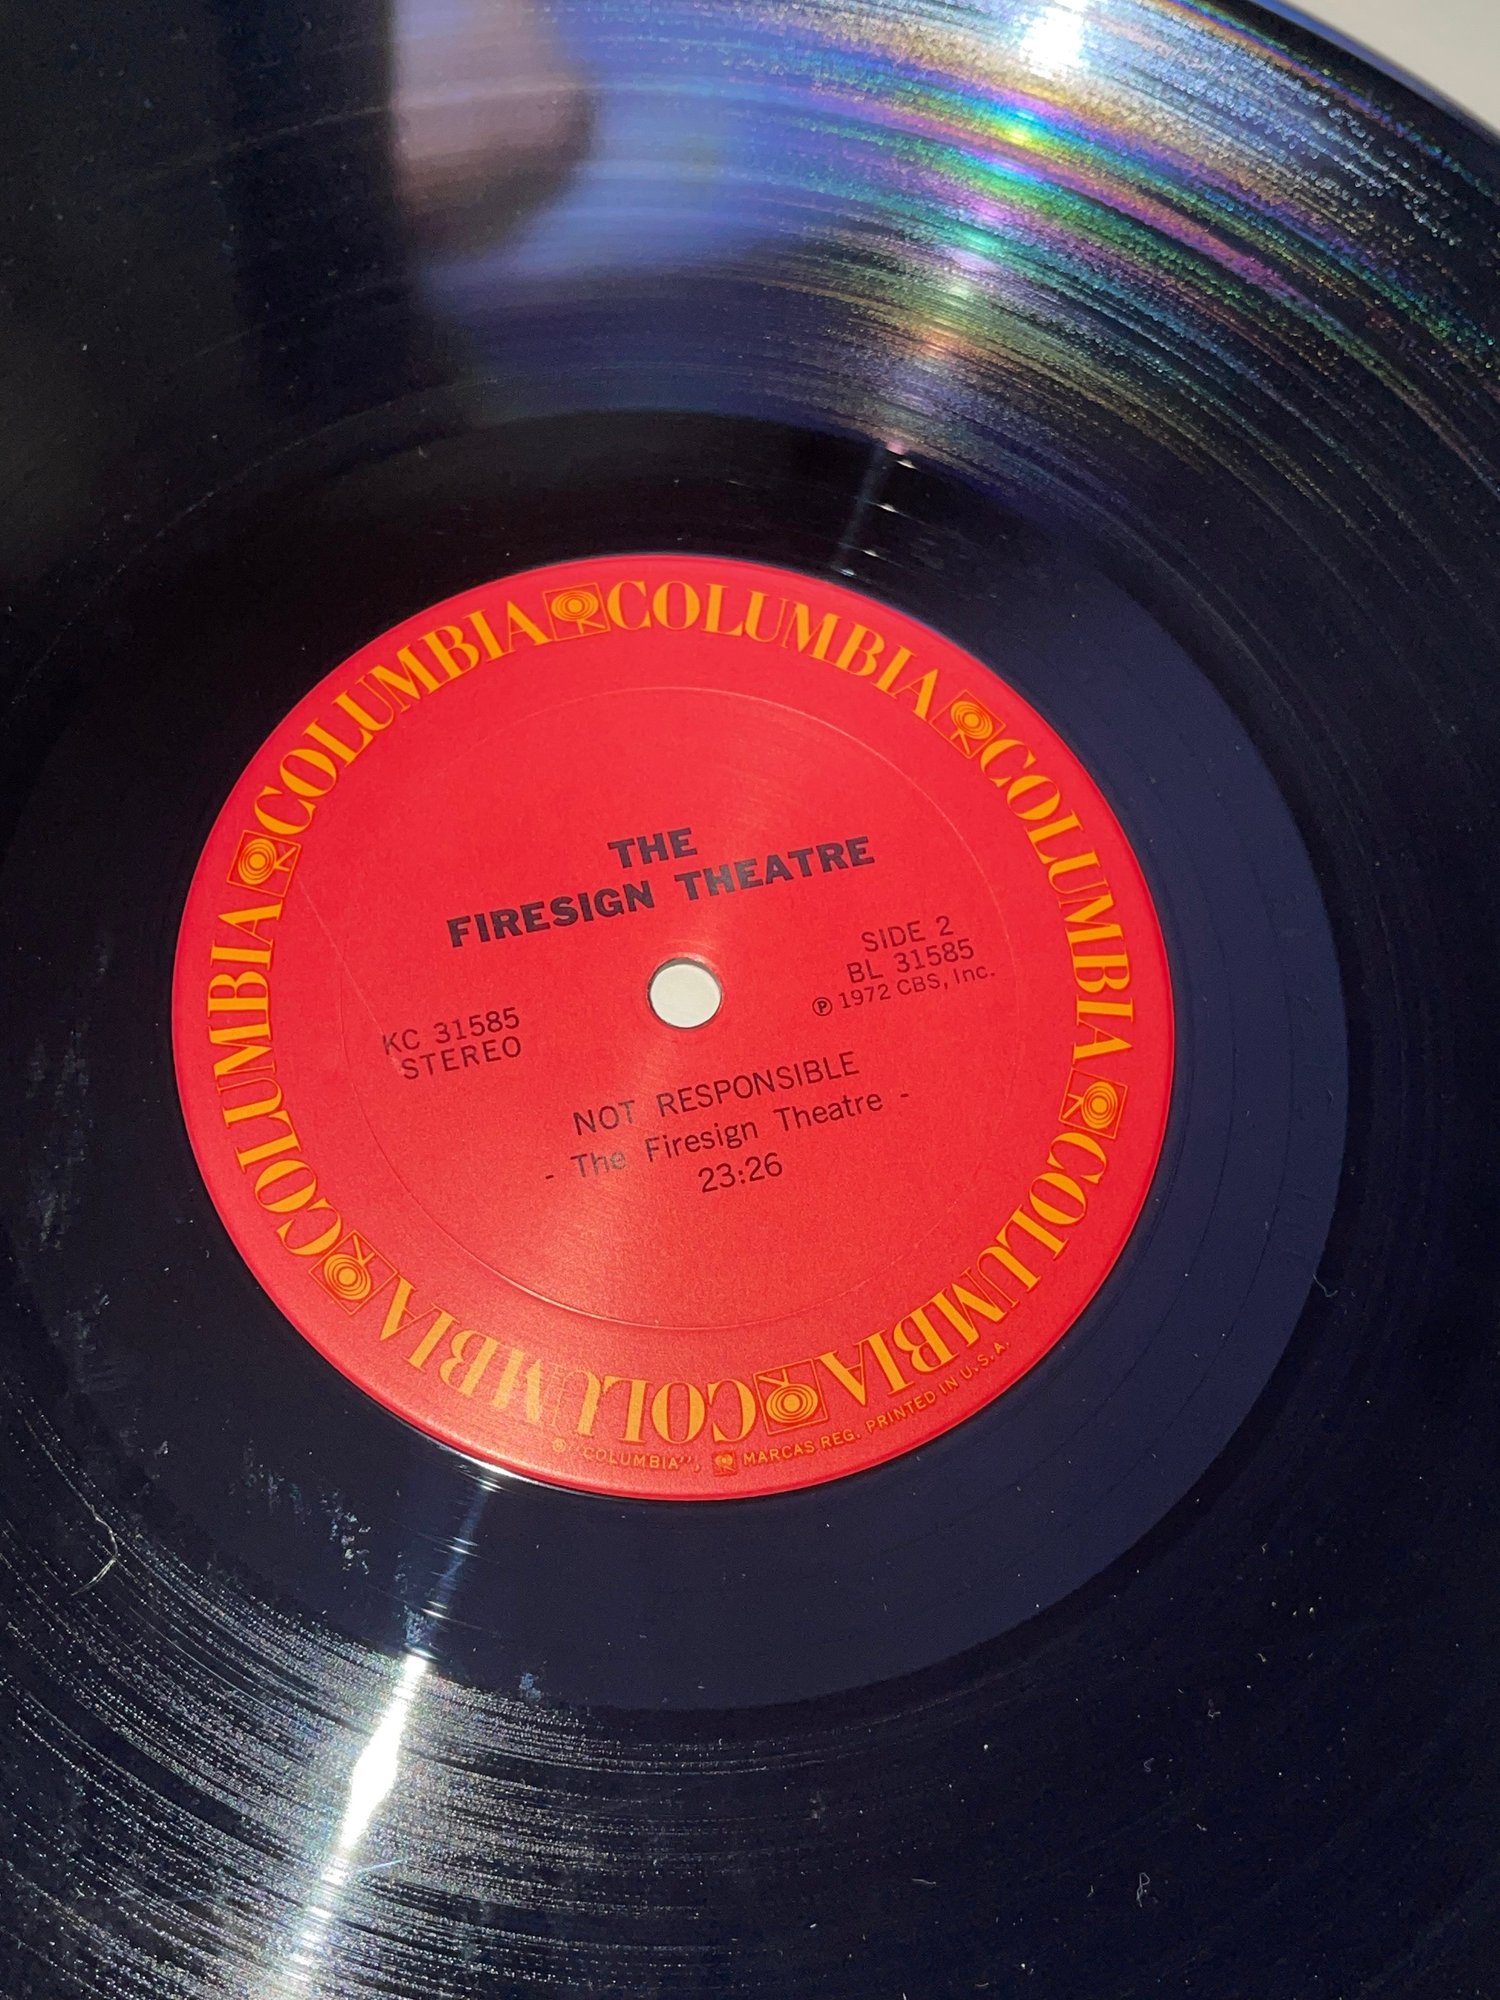 COLUMBIA COLUMBIA COLUMBIA COLUMBIA COLUMBIA COLUMBIA
THE
FIRESIGN THEATRE
SIDE 2
BL 31585
℗ 1972 CBS, Inc.
KC 31585
STEREO
NOT RESPONSIBLE
- The Firesign Theatre -
23:26
® "COLUMBIA", MARCAS REG. PRINTED IN U.S.A.